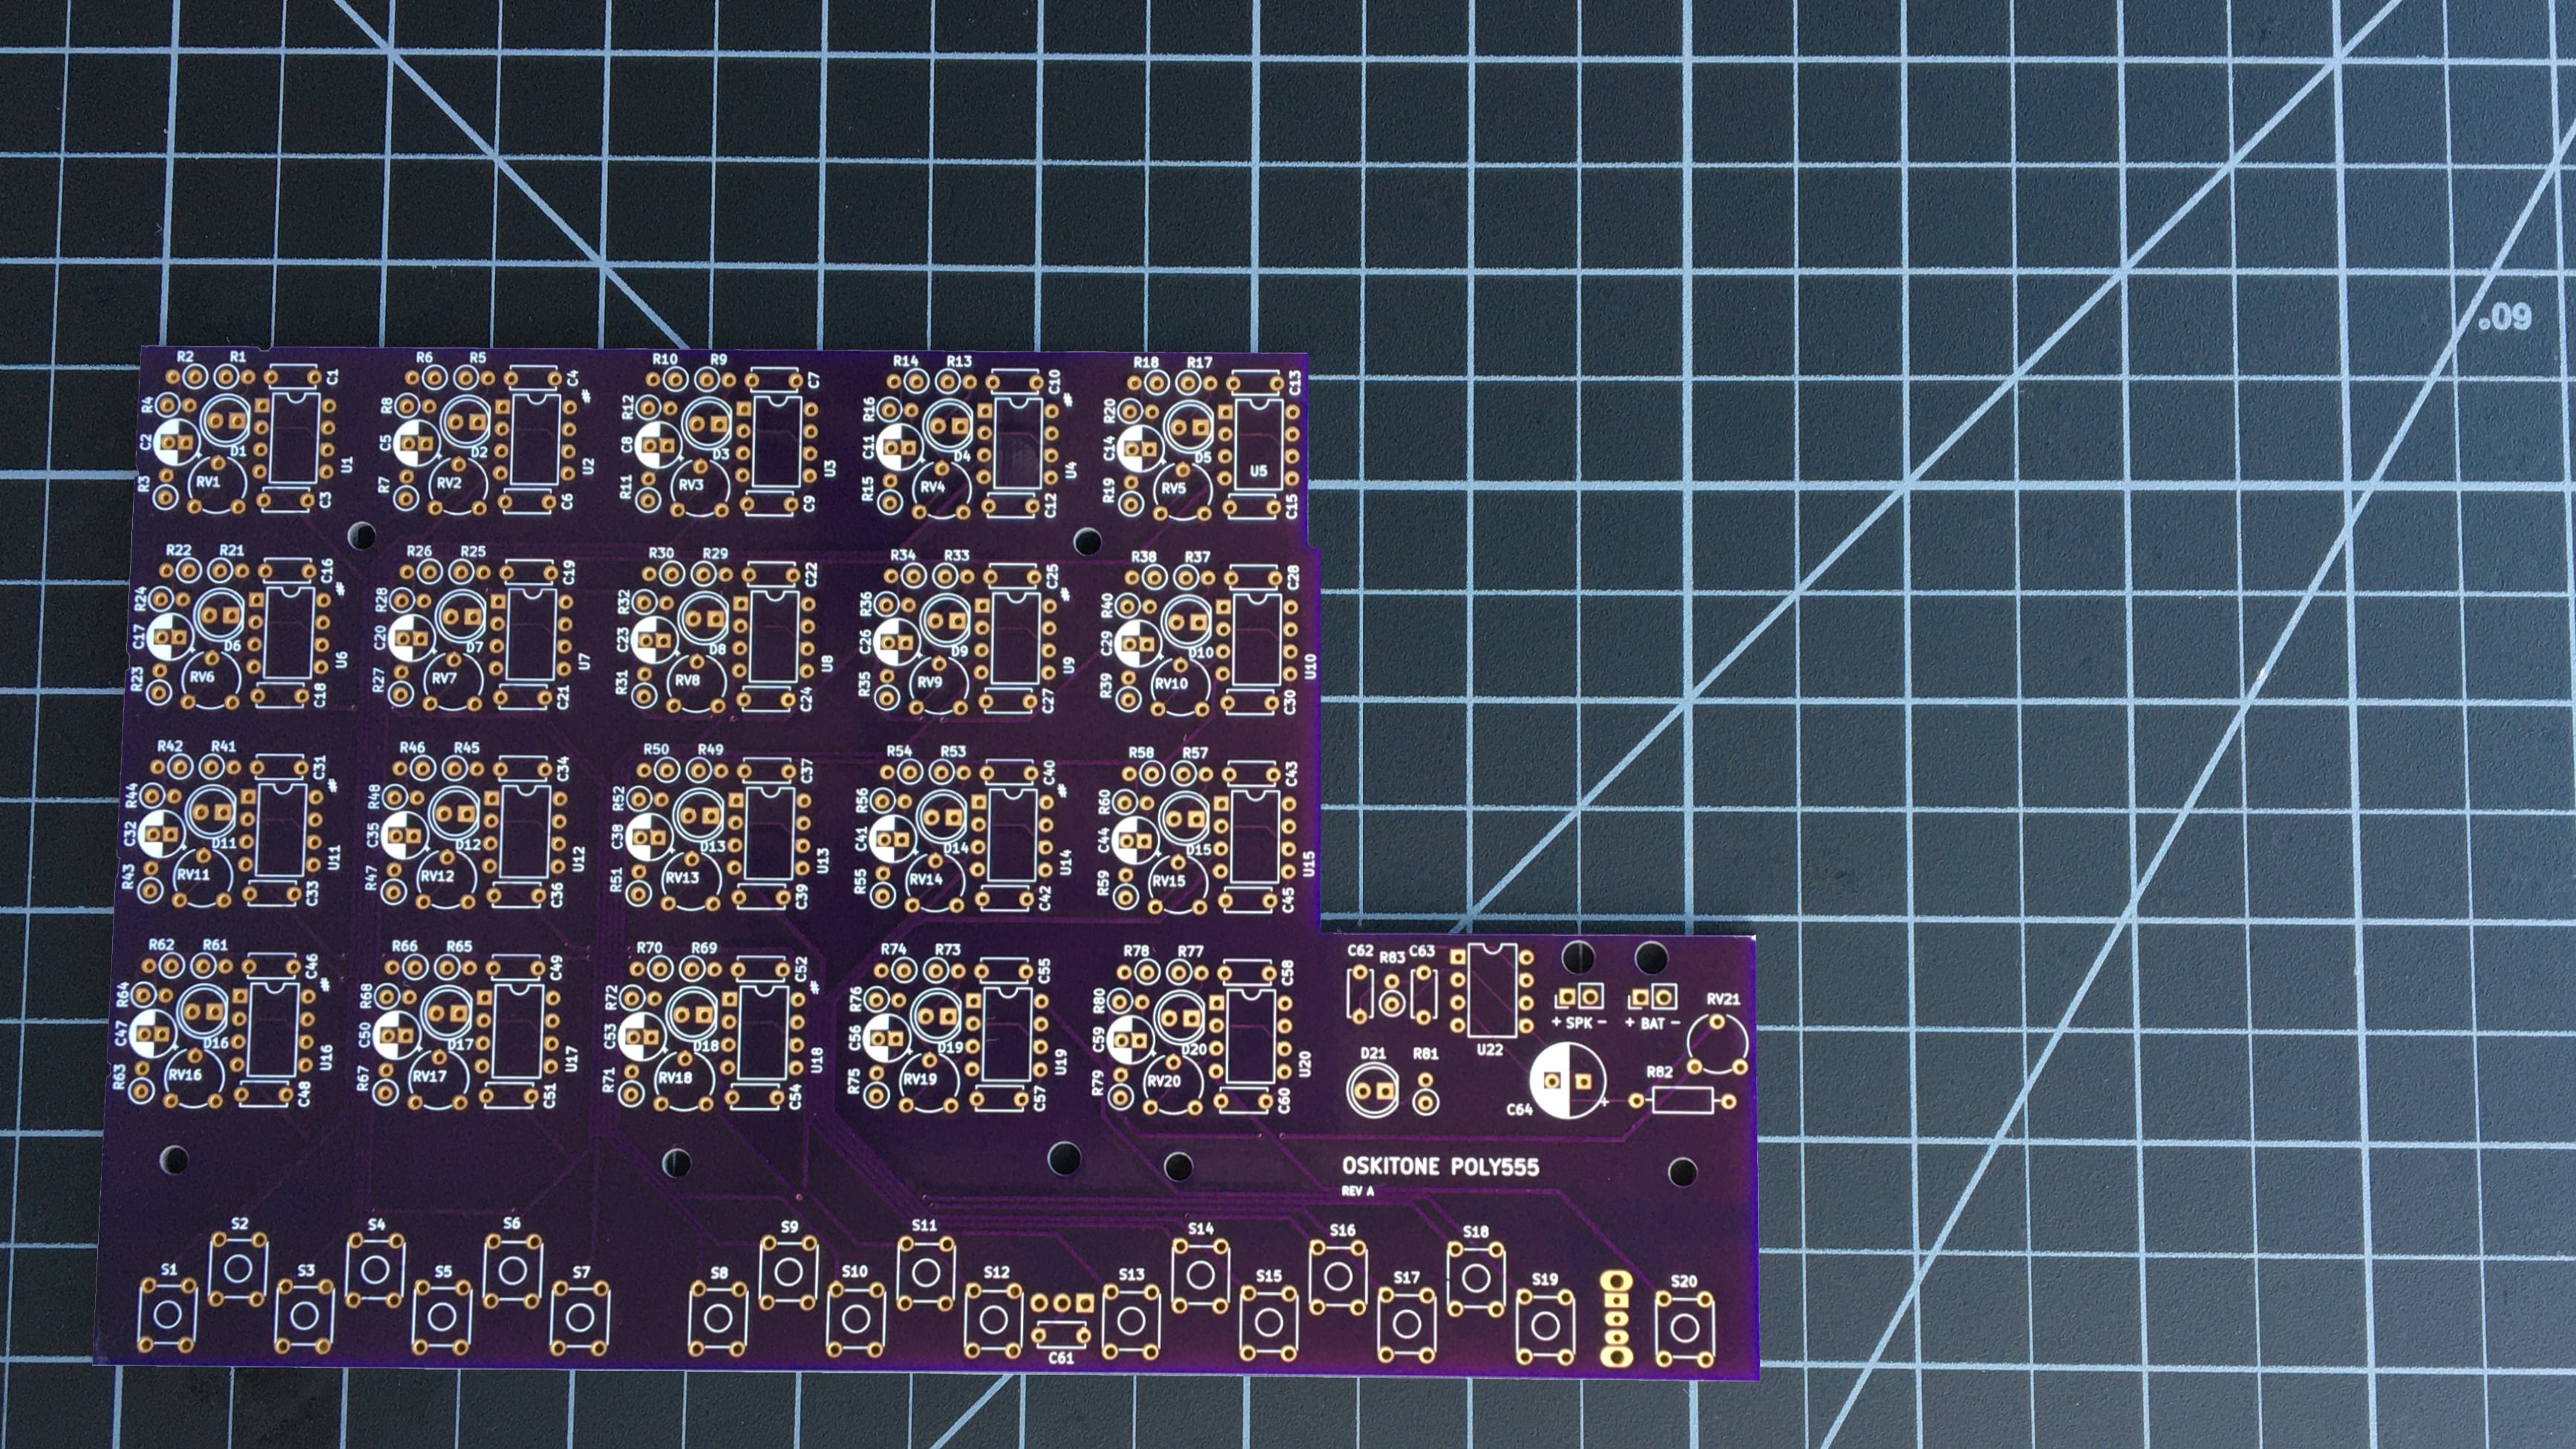 R2 R1 R6 R5 R10 R9 R14 R13 R18 R17
C1 C4 C7 C10 C13
R4 R8 # R12 R16 # R20
C2 D1 U1 C5 D2 U2 C8 D3 U3 C11 D4 U4 C14 D5 U5
R3 RV1 C3 R7 RV2 C6 R11 RV3 C9 R15 RV4 C12 R19 RV5 C15
.09
R22 R21 R26 R25 R30 R29 R34 R33 R38 R37
C16 C19 C22 C25 C28
R24 # R28 R32 R36 # R40
C17 D6 U6 C20 D7 U7 C23 D8 U8 C26 D9 U9 C29 D10 U10
R23 RV6 C18 R27 RV7 C21 R31 RV8 C24 R35 RV9 C27 R39 RV10 C30
R42 R41 R46 R45 R50 R49 R54 R53 R58 R57
C31 C34 C37 C40 C43
R44 # R48 R52 R56 # R60
C32 D11 U11 C35 D12 U12 C38 D13 U13 C41 D14 U14 C44 D15 U15
R43 RV11 C33 R47 RV12 C36 R51 RV13 C39 R55 RV14 C42 R59 RV15 C45
R62 R61 R66 R65 R70 R69 R74 R73 R78 R77
C46 C49 C52 C55 C58
R64 # R68 R72 # R76 R80
C47 D16 U16 C50 D17 U17 C53 D18 U18 C56 D19 U19 C59 D20 U20
R63 RV16 C48 R67 RV17 C51 R71 RV18 C54 R75 RV19 C57 R79 RV20 C60
C62 R83 C63
RV21
+ SPK - + BAT -
D21 R81 U22
R82
C64 +
OSKITONE POLY555
REV A
S2 S4 S6 S9 S11 S14 S16 S18
S1 S3 S5 S7 S8 S10 S12 S13 S15 S17 S19 S20
C61